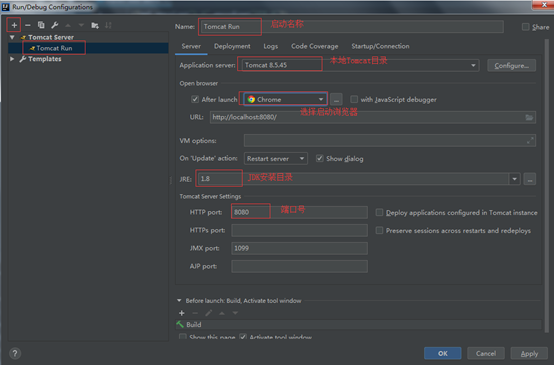 Run/Debug Configurations
Name: Tomcat Run 启动名称 Share
Tomcat Server
Tomcat Run
Templates
Server Deployment Logs Code Coverage Startup/Connection
Application server: Tomcat 8.5.45 本地Tomcat目录 Configure...
Open browser
After launch Chrome ... with JavaScript debugger
选择启动浏览器
URL: http://localhost:8080/
VM options:
On 'Update' action: Restart server Show dialog
JRE: 1.8 JDK安装目录 ...
Tomcat Server Settings
HTTP port: 8080 端口号 Deploy applications configured in Tomcat instance
HTTPs port: Preserve sessions across restarts and redeploys
JMX port: 1099
AJP port:
Before launch: Build, Activate tool window
Build
Show this page Activate tool window
? OK Cancel Apply